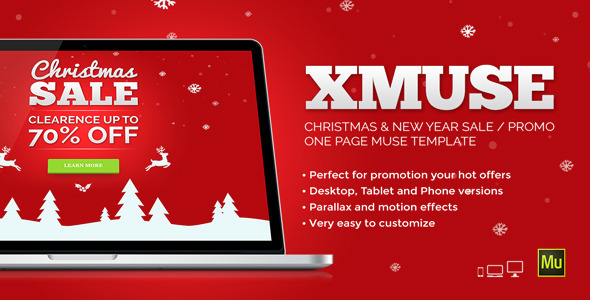 Christmas
SALE
CLEARENCE UP TO
70% OFF
LEARN MORE
XMUSE
CHRISTMAS & NEW YEAR SALE / PROMO
ONE PAGE MUSE TEMPLATE
• Perfect for promotion your hot offers
• Desktop, Tablet and Phone versions
• Parallax and motion effects
• Very easy to customize
Mu